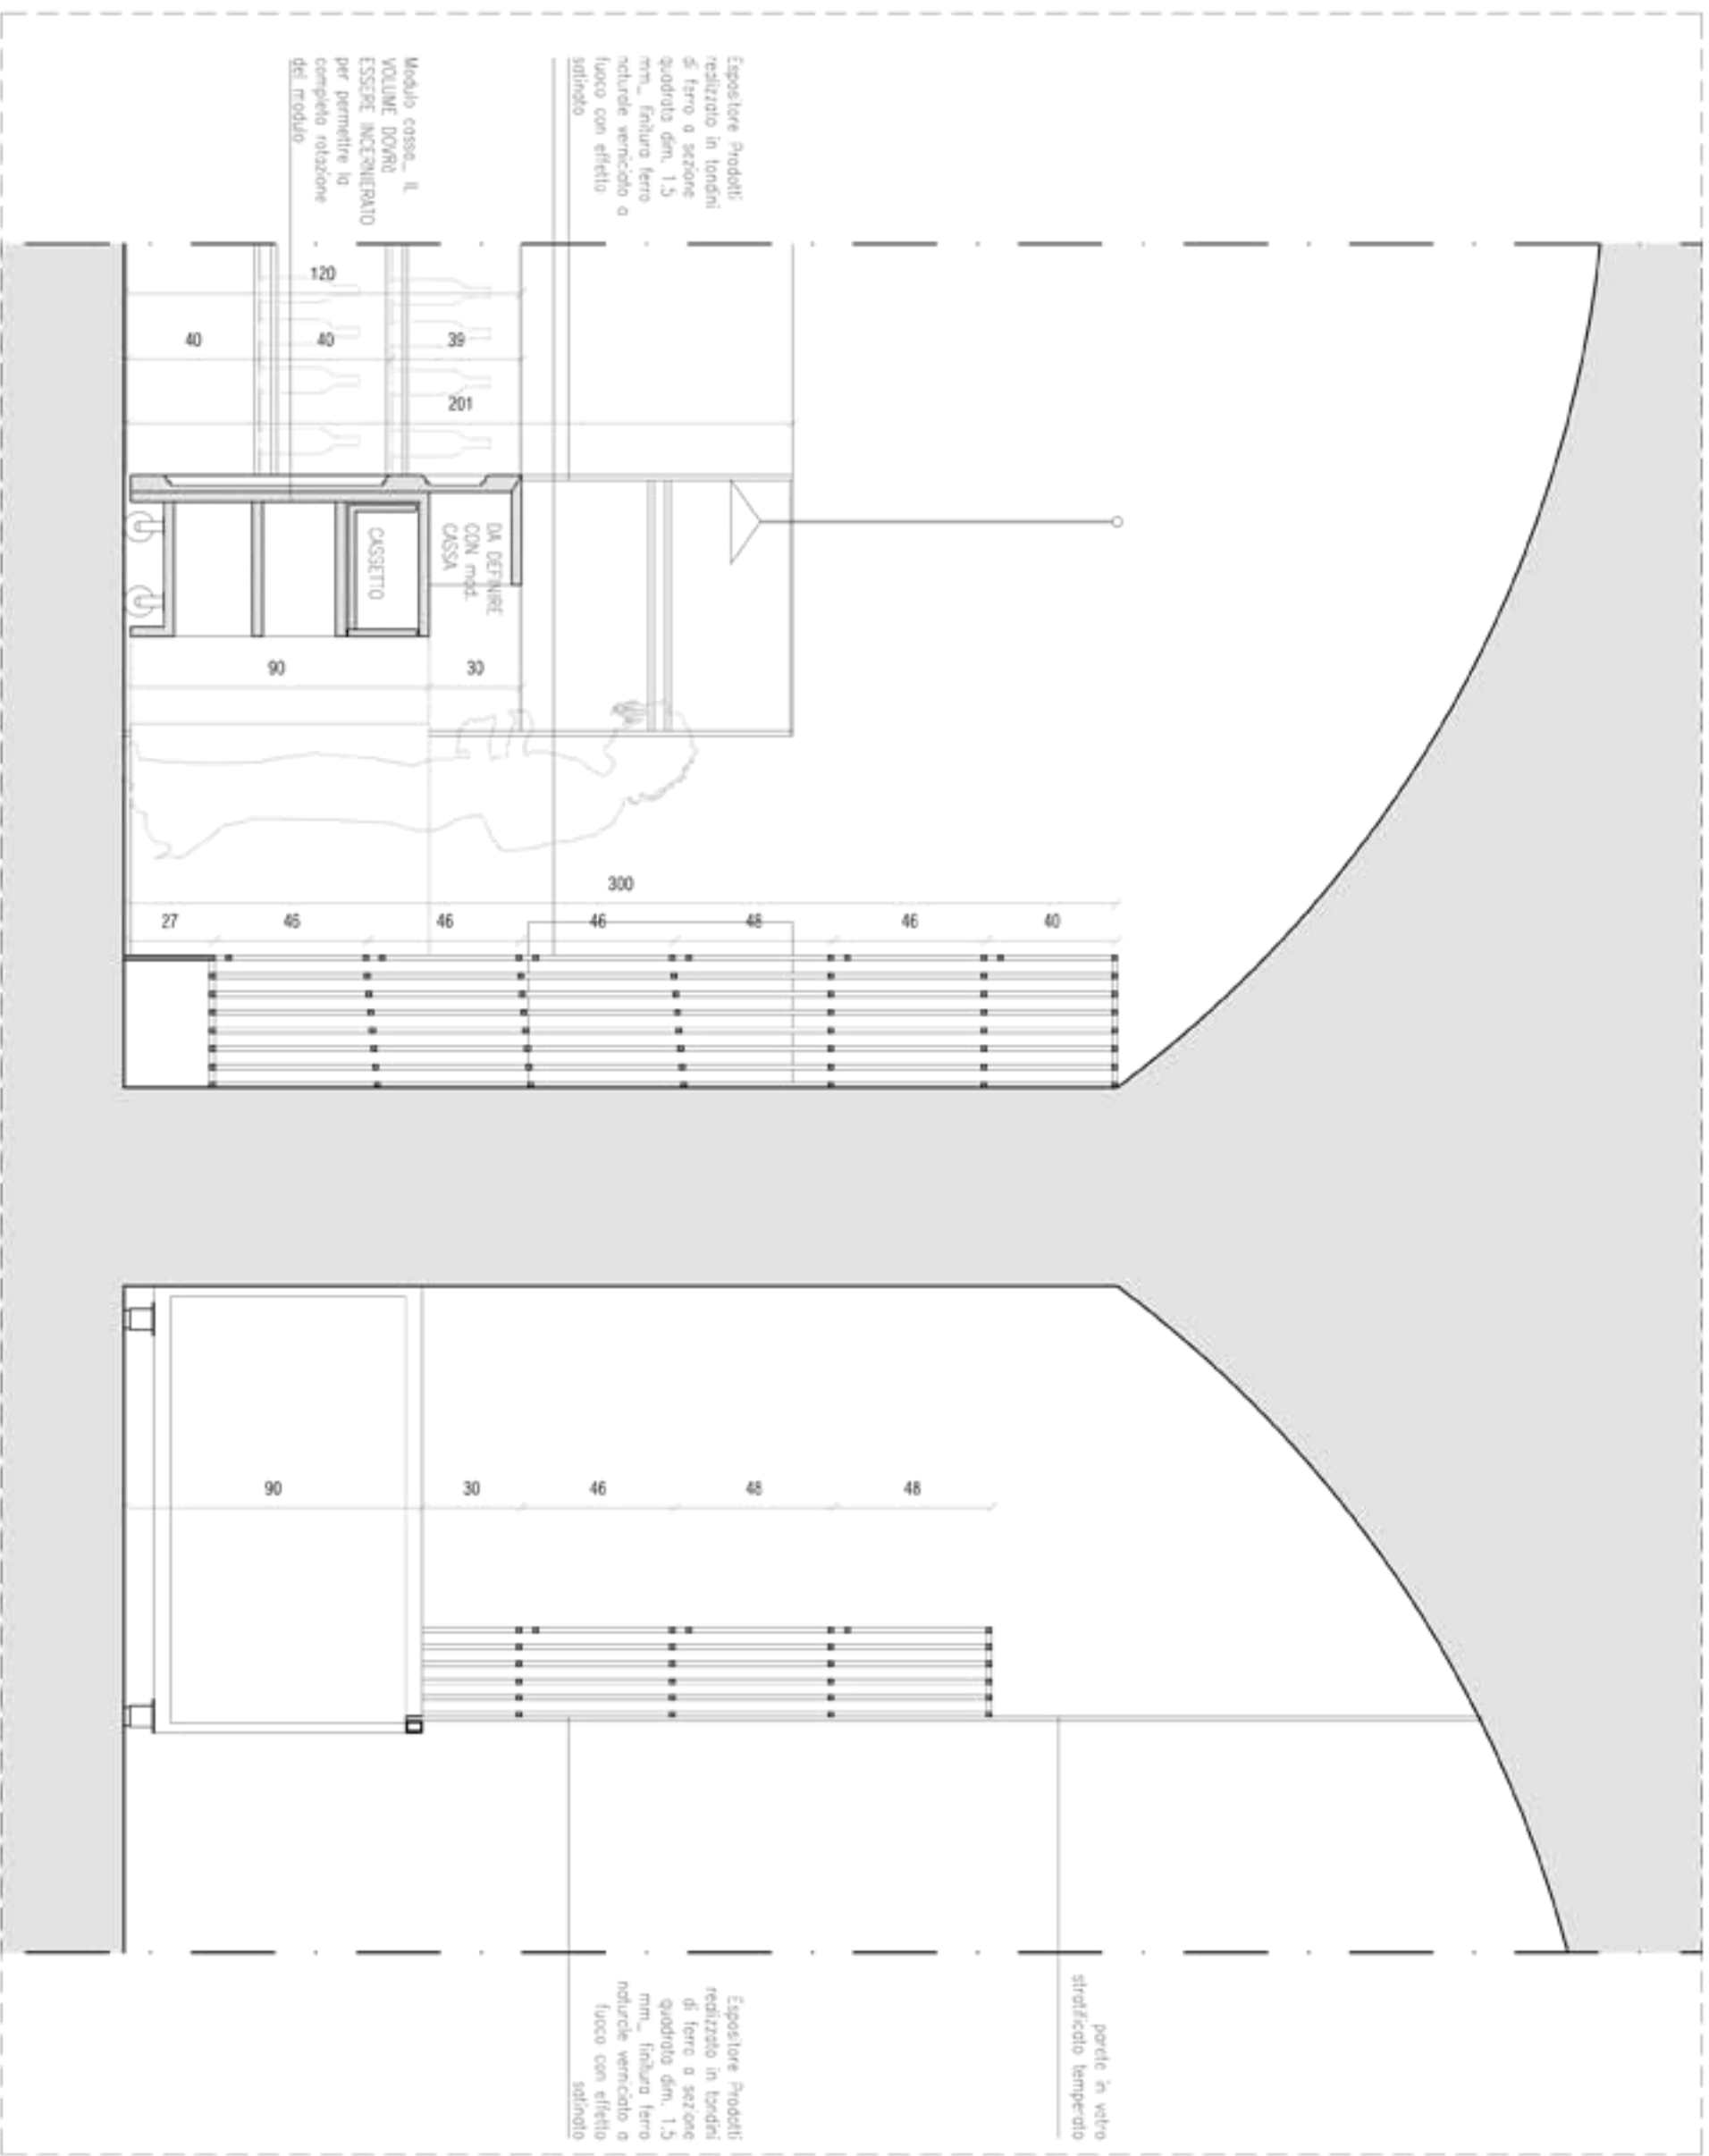 Espositore Prodotti
realizzato in tondini
di ferro a sezione
quadrata dim. 1.5
mm_ finitura ferro
naturale verniciato a
fuoco con effetto
satinato
Modulo cassa_ IL
VOLUME DOVRà
ESSERE INCERNIERATO
per permettire la
completa rotazione
del modulo
120
40
40
39
201
DA DEFINIRE
CON mod.
CASSA
CASSETTO
90
30
300
27
46
46
46
48
46
40
90
30
46
48
48
parete in vetro
stratificato temperato
Espositore Prodotti
realizzato in tondini
di ferro a sezione
quadrata dim. 1.5
mm_ finitura ferro
naturale verniciato a
fuoco con effetto
satinato